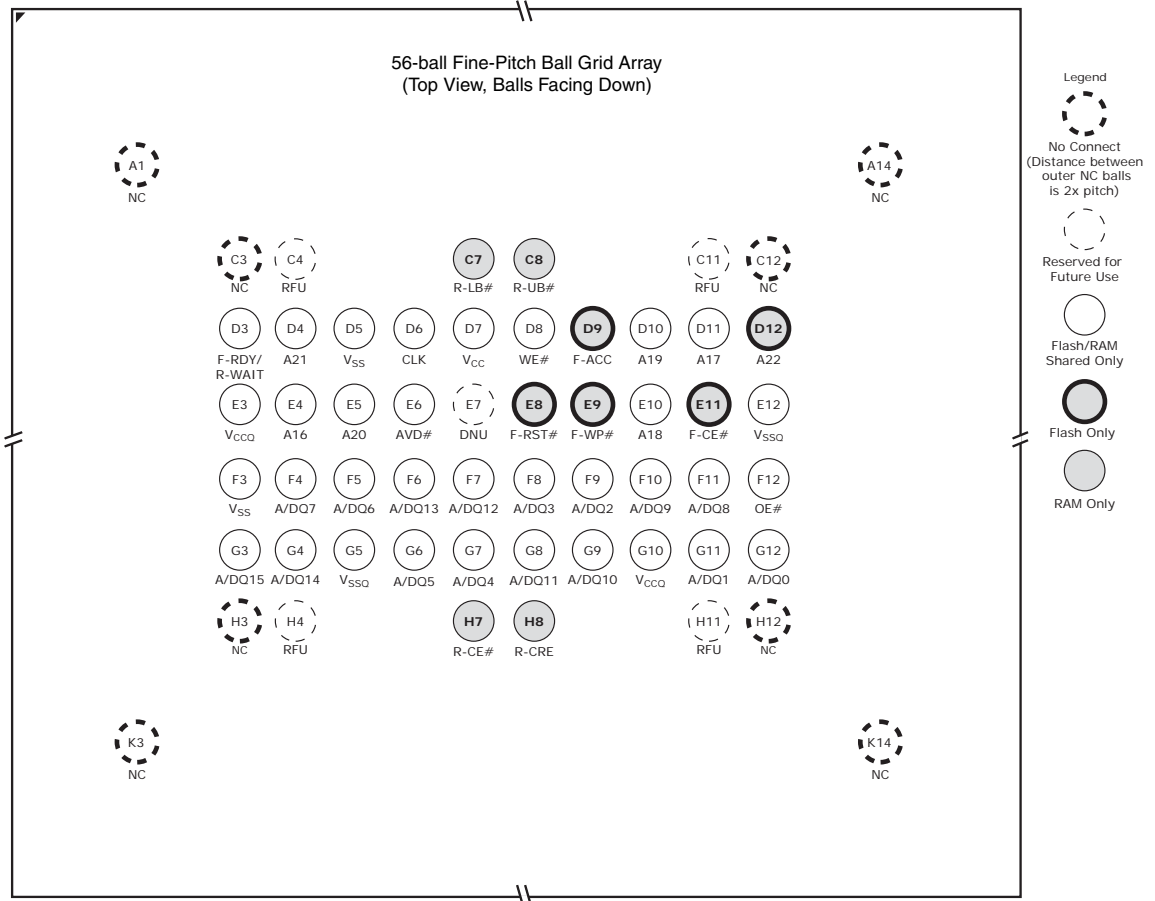 56-ball Fine-Pitch Ball Grid Array
(Top View, Balls Facing Down)
A1 A14
NC NC
C3 C4 C7 C8 C11 C12
NC RFU R-LB# R-UB# RFU NC
D3 D4 D5 D6 D7 D8 D9 D10 D11 D12
F-RDY/ A21 VSS CLK VCC WE# F-ACC A19 A17 A22
R-WAIT
E3 E4 E5 E6 E7 E8 E9 E10 E11 E12
VCCQ A16 A20 AVD# DNU F-RST# F-WP# A18 F-CE# VSSQ
F3 F4 F5 F6 F7 F8 F9 F10 F11 F12
VSS A/DQ7 A/DQ6 A/DQ13 A/DQ12 A/DQ3 A/DQ2 A/DQ9 A/DQ8 OE#
G3 G4 G5 G6 G7 G8 G9 G10 G11 G12
A/DQ15 A/DQ14 VSSQ A/DQ5 A/DQ4 A/DQ11 A/DQ10 VCCQ A/DQ1 A/DQ0
H3 H4 H7 H8 H11 H12
NC RFU R-CE# R-CRE RFU NC
K3 K14
NC NC
Legend
No Connect
(Distance between
outer NC balls
is 2x pitch)
Reserved for
Future Use
Flash/RAM
Shared Only
Flash Only
RAM Only